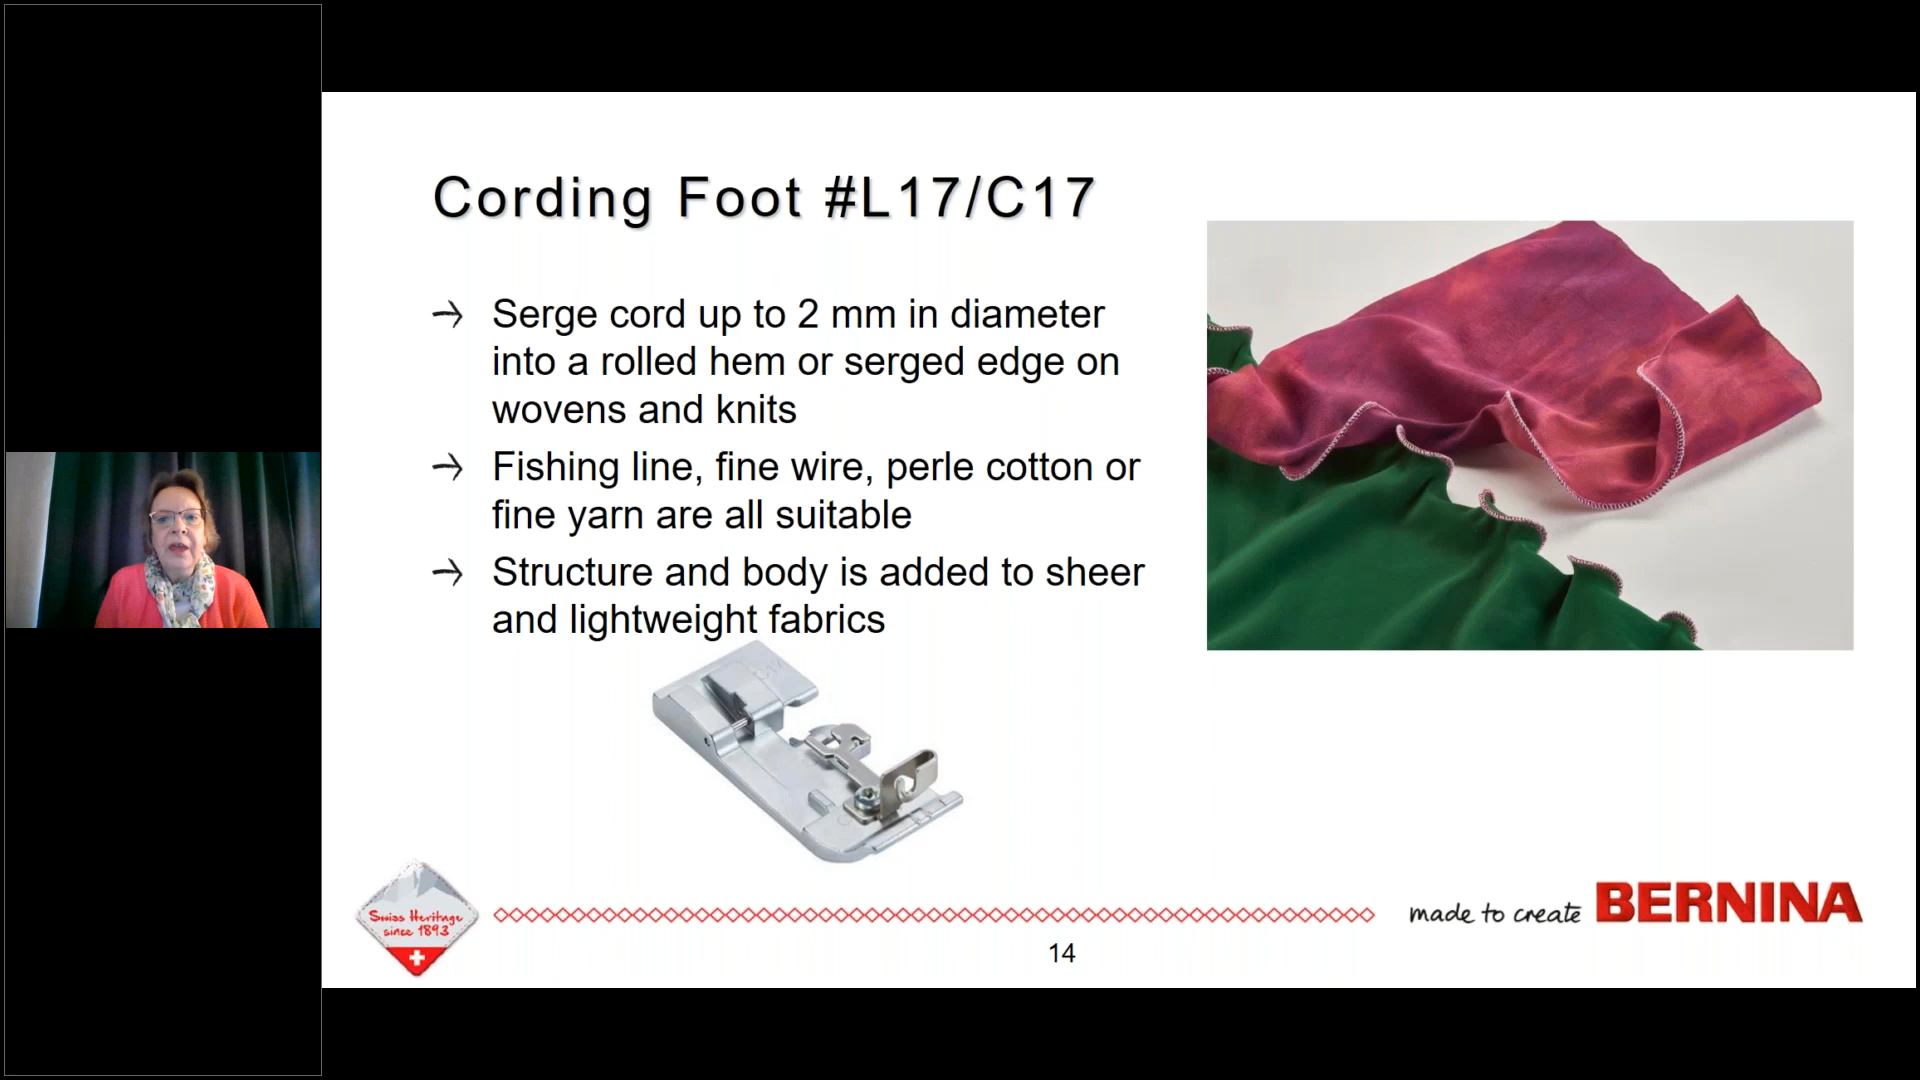 Cording Foot #L17/C17
→ Serge cord up to 2 mm in diameter
into a rolled hem or serged edge on
wovens and knits
→ Fishing line, fine wire, perle cotton or
fine yarn are all suitable
→ Structure and body is added to sheer
and lightweight fabrics
Swiss Heritage
since 1893
made to create BERNINA
14